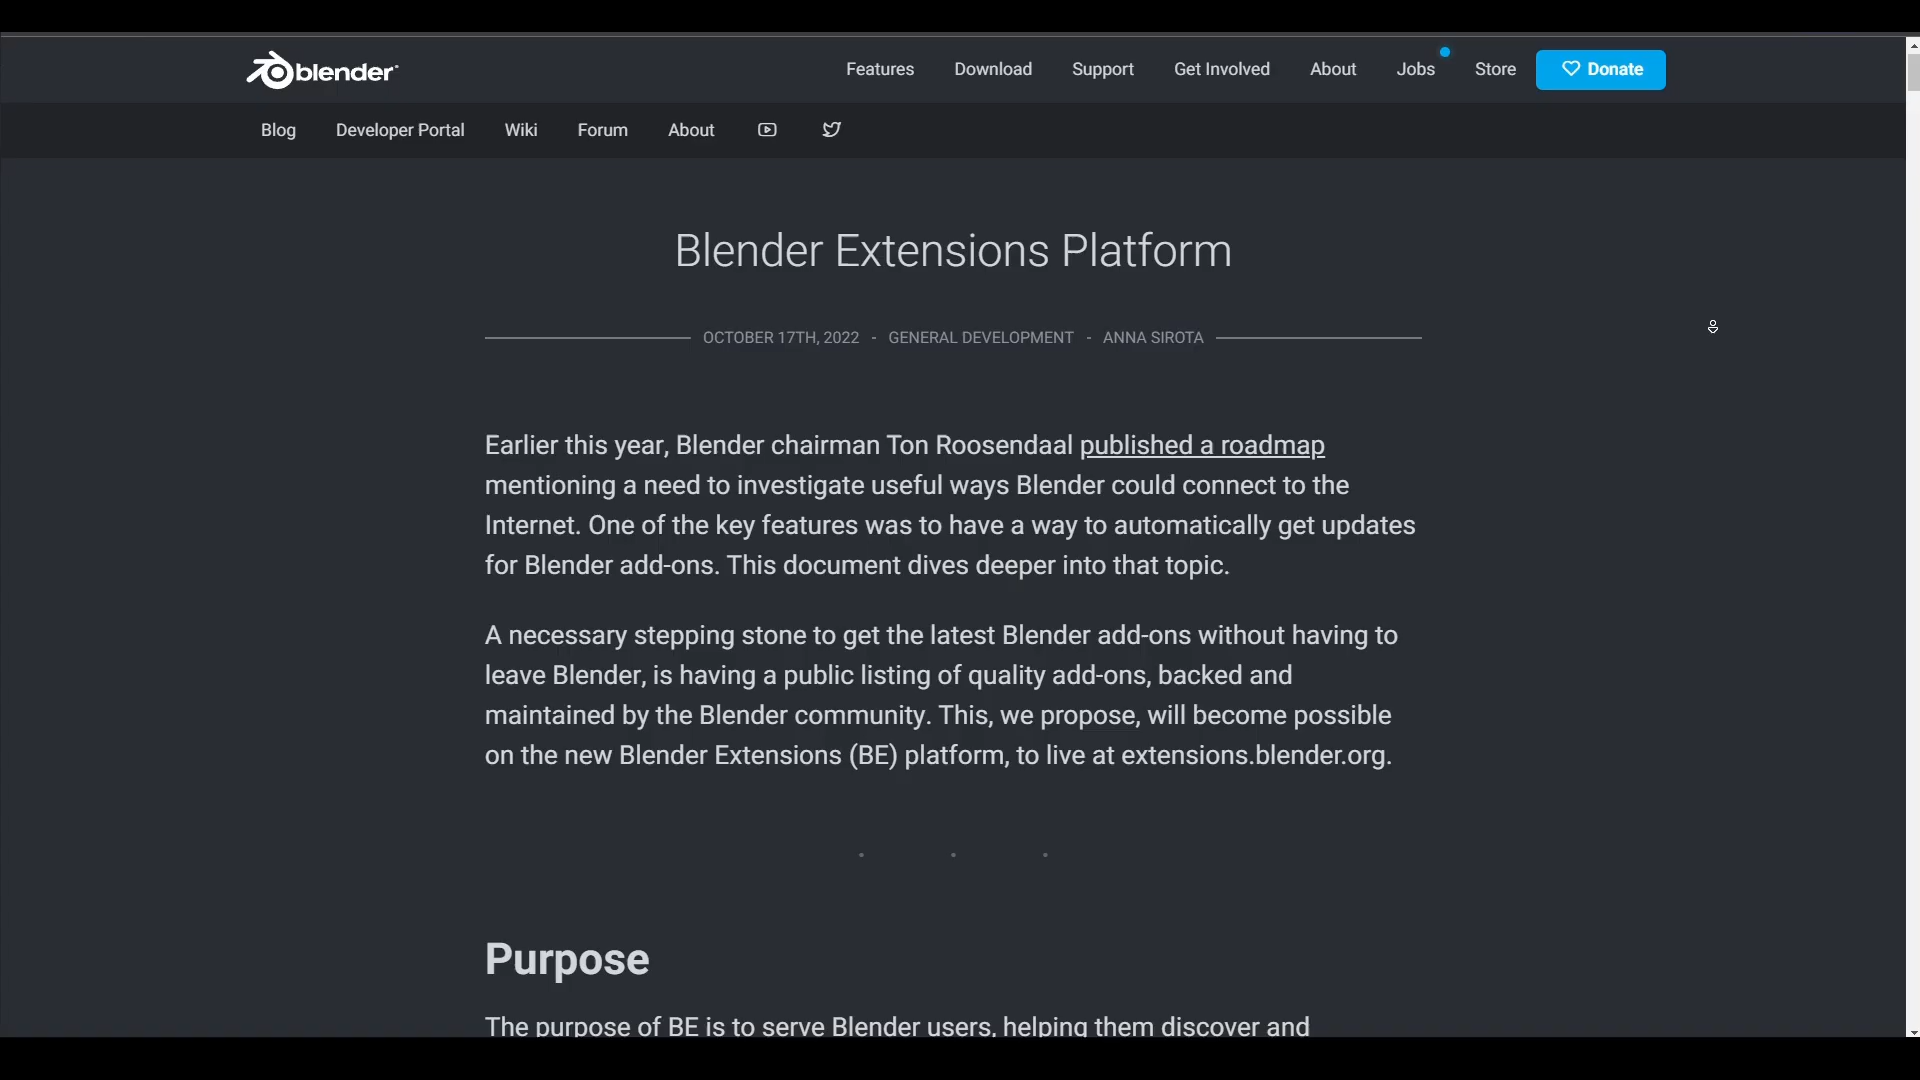 blender
Features Download Support Get Involved About Jobs Store Donate
Blog Developer Portal Wiki Forum About
Blender Extensions Platform
OCTOBER 17TH, 2022 - GENERAL DEVELOPMENT - ANNA SIROTA
Earlier this year, Blender chairman Ton Roosendaal published a roadmap
mentioning a need to investigate useful ways Blender could connect to the
Internet. One of the key features was to have a way to automatically get updates
for Blender add-ons. This document dives deeper into that topic.
A necessary stepping stone to get the latest Blender add-ons without having to
leave Blender, is having a public listing of quality add-ons, backed and
maintained by the Blender community. This, we propose, will become possible
on the new Blender Extensions (BE) platform, to live at extensions.blender.org.
Purpose
The purpose of BE is to serve Blender users, helping them discover and